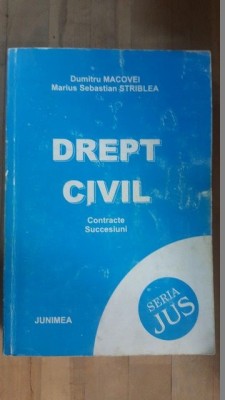 Dumitru MACOVEI
Marius Sebastian STRIBLEA
DREPT
CIVIL
Contracte
Succesiuni
SERIA
JUS
JUNIMEA